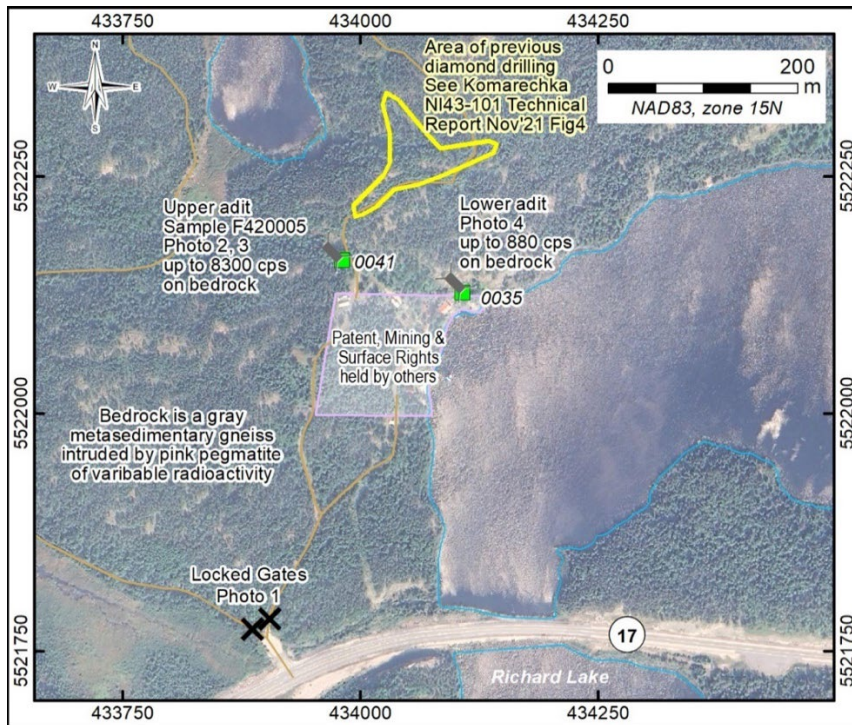 433750
434000
434250
N
W
E
S
Area of previous
diamond drilling
See Komarechka
NI43-101 Technical
Report Nov'21 Fig4
0
200
m
NAD83, zone 15N
5522250
5522250
Upper adit
Sample F420005
Photo 2, 3
up to 8300 cps
on bedrock
0041
Lower adit
Photo 4
up to 880 cps
on bedrock
0035
Patent, Mining &
Surface Rights
held by others
5522000
5522000
Bedrock is a gray
metasedimentary gneiss
intruded by pink pegmatite
of varibable radioactivity
Locked Gates
Photo 1
17
5521750
5521750
Richard Lake
433750
434000
434250